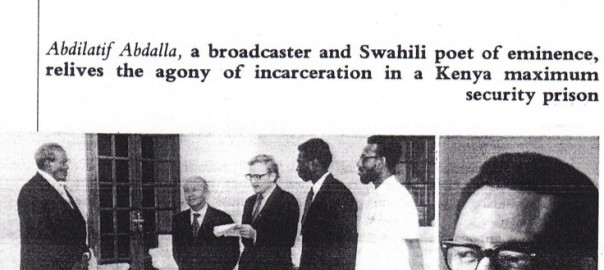 Abdilatif Abdalla, a broadcaster and Swahili poet of eminence,
relives the agony of incarceration in a Kenya maximum
security prison